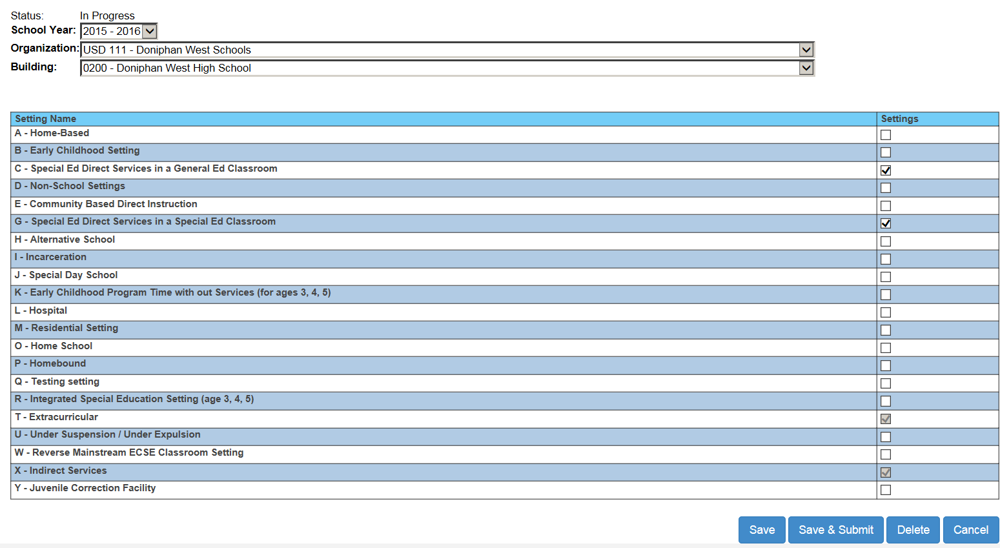 Status: In Progress
School Year: 2015 - 2016
Organization: USD 111 - Doniphan West Schools
Building: 0200 - Doniphan West High School
Setting Name Settings
A - Home-Based
B - Early Childhood Setting
C - Special Ed Direct Services in a General Ed Classroom
D - Non-School Settings
E - Community Based Direct Instruction
G - Special Ed Direct Services in a Special Ed Classroom
H - Alternative School
I - Incarceration
J - Special Day School
K - Early Childhood Program Time with out Services (for ages 3, 4, 5)
L - Hospital
M - Residential Setting
O - Home School
P - Homebound
Q - Testing setting
R - Integrated Special Education Setting (age 3, 4, 5)
T - Extracurricular
U - Under Suspension / Under Expulsion
W - Reverse Mainstream ECSE Classroom Setting
X - Indirect Services
Y - Juvenile Correction Facility
Save Save & Submit Delete Cancel